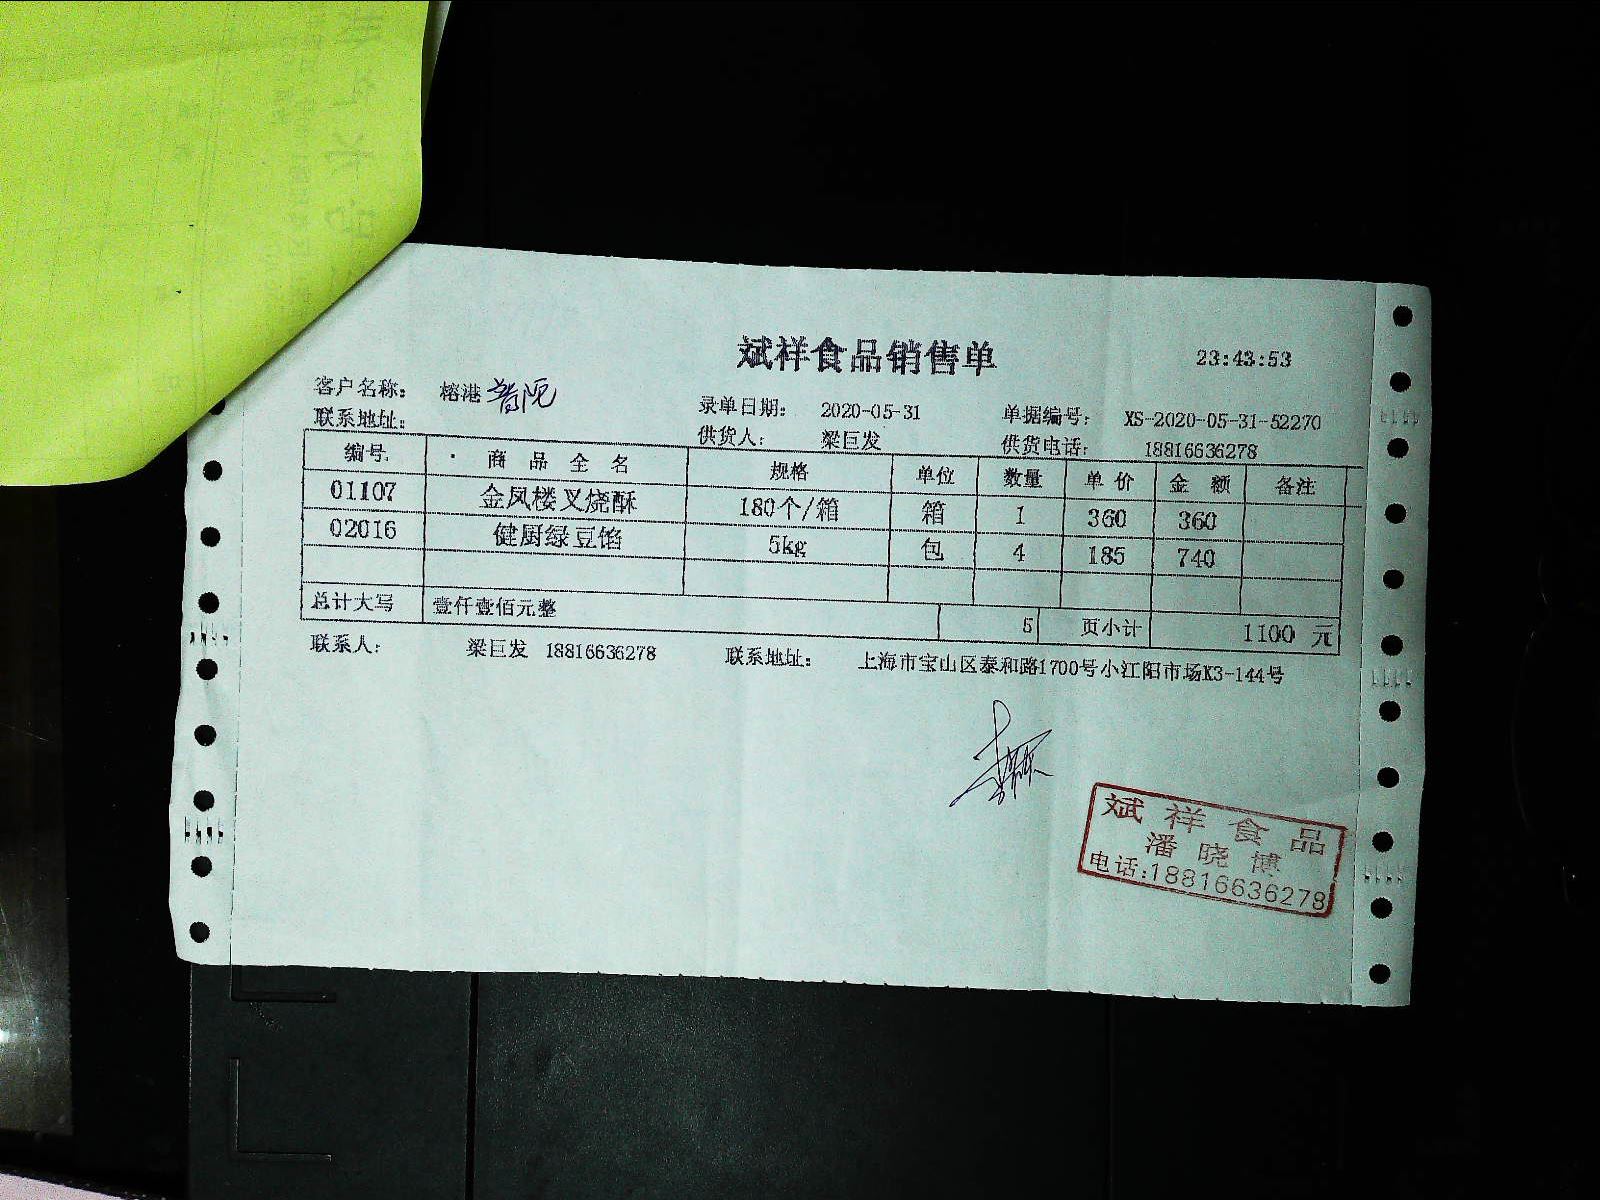 斌祥食品销售单 23:43:53
客户名称： 榕港 普陀 录单日期： 2020-05-31 单据编号： XS-2020-05-31-52270
联系地址： 供货人： 梁巨发 供货电话： 18816636278
编号 商品全名 规格 单位 数量 单价 金额 备注
01107 金凤楼叉烧酥 180个/箱 箱 1 360 360
02016 健厨绿豆馅 5kg 包 4 185 740
总计大写 壹仟壹佰元整 5 页小计 1100 元
联系人： 梁巨发 18816636278 联系地址： 上海市宝山区泰和路1700号小江阳市场K3-144号
斌祥食品
潘晓博
电话:18816636278